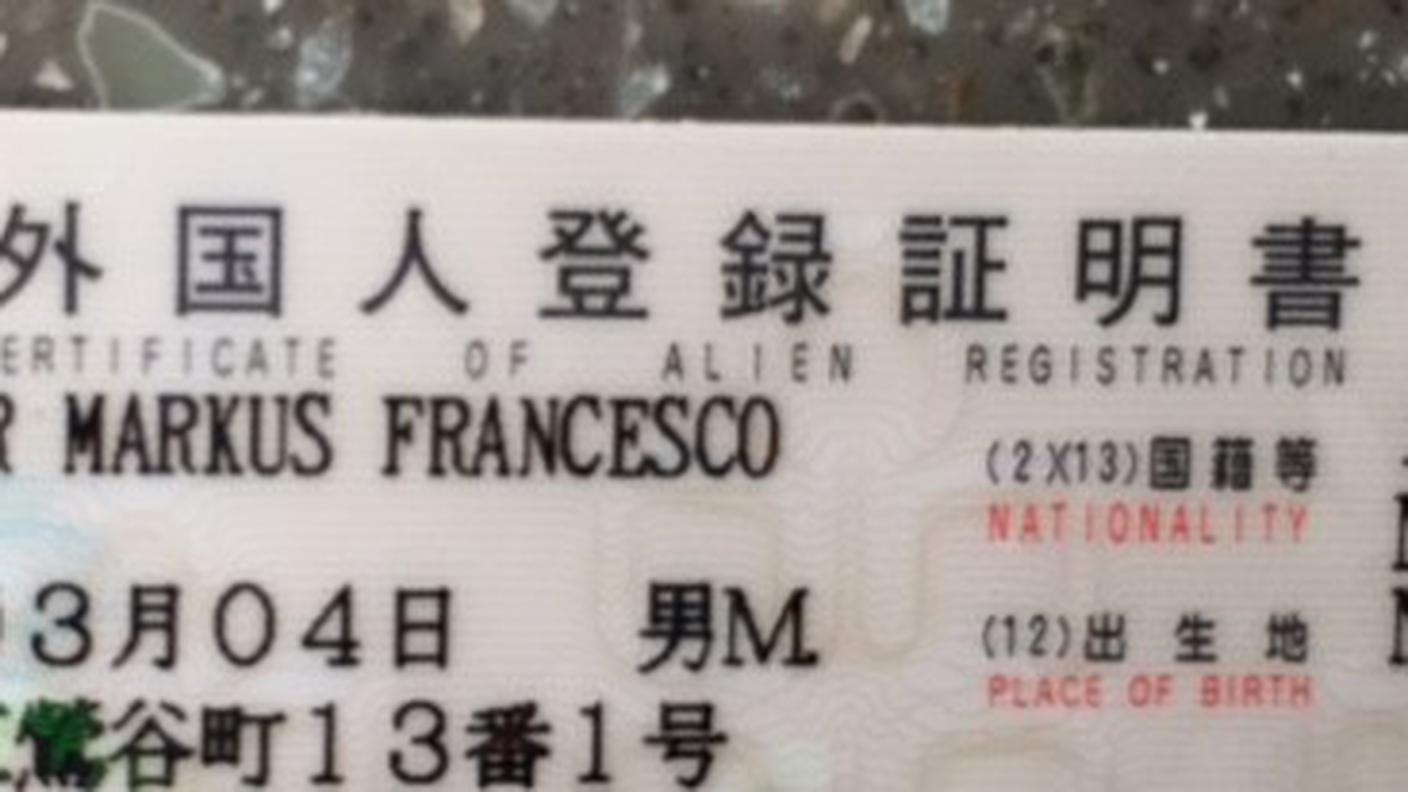 外国人登録証明書
ERTIFICATE OF ALIEN REGISTRATION
R MARKUS FRANCESCO
(2)(13)国籍等
NATIONALITY
03月04日 男M.
(12)出生地
PLACE OF BIRTH
鶯谷町13番1号